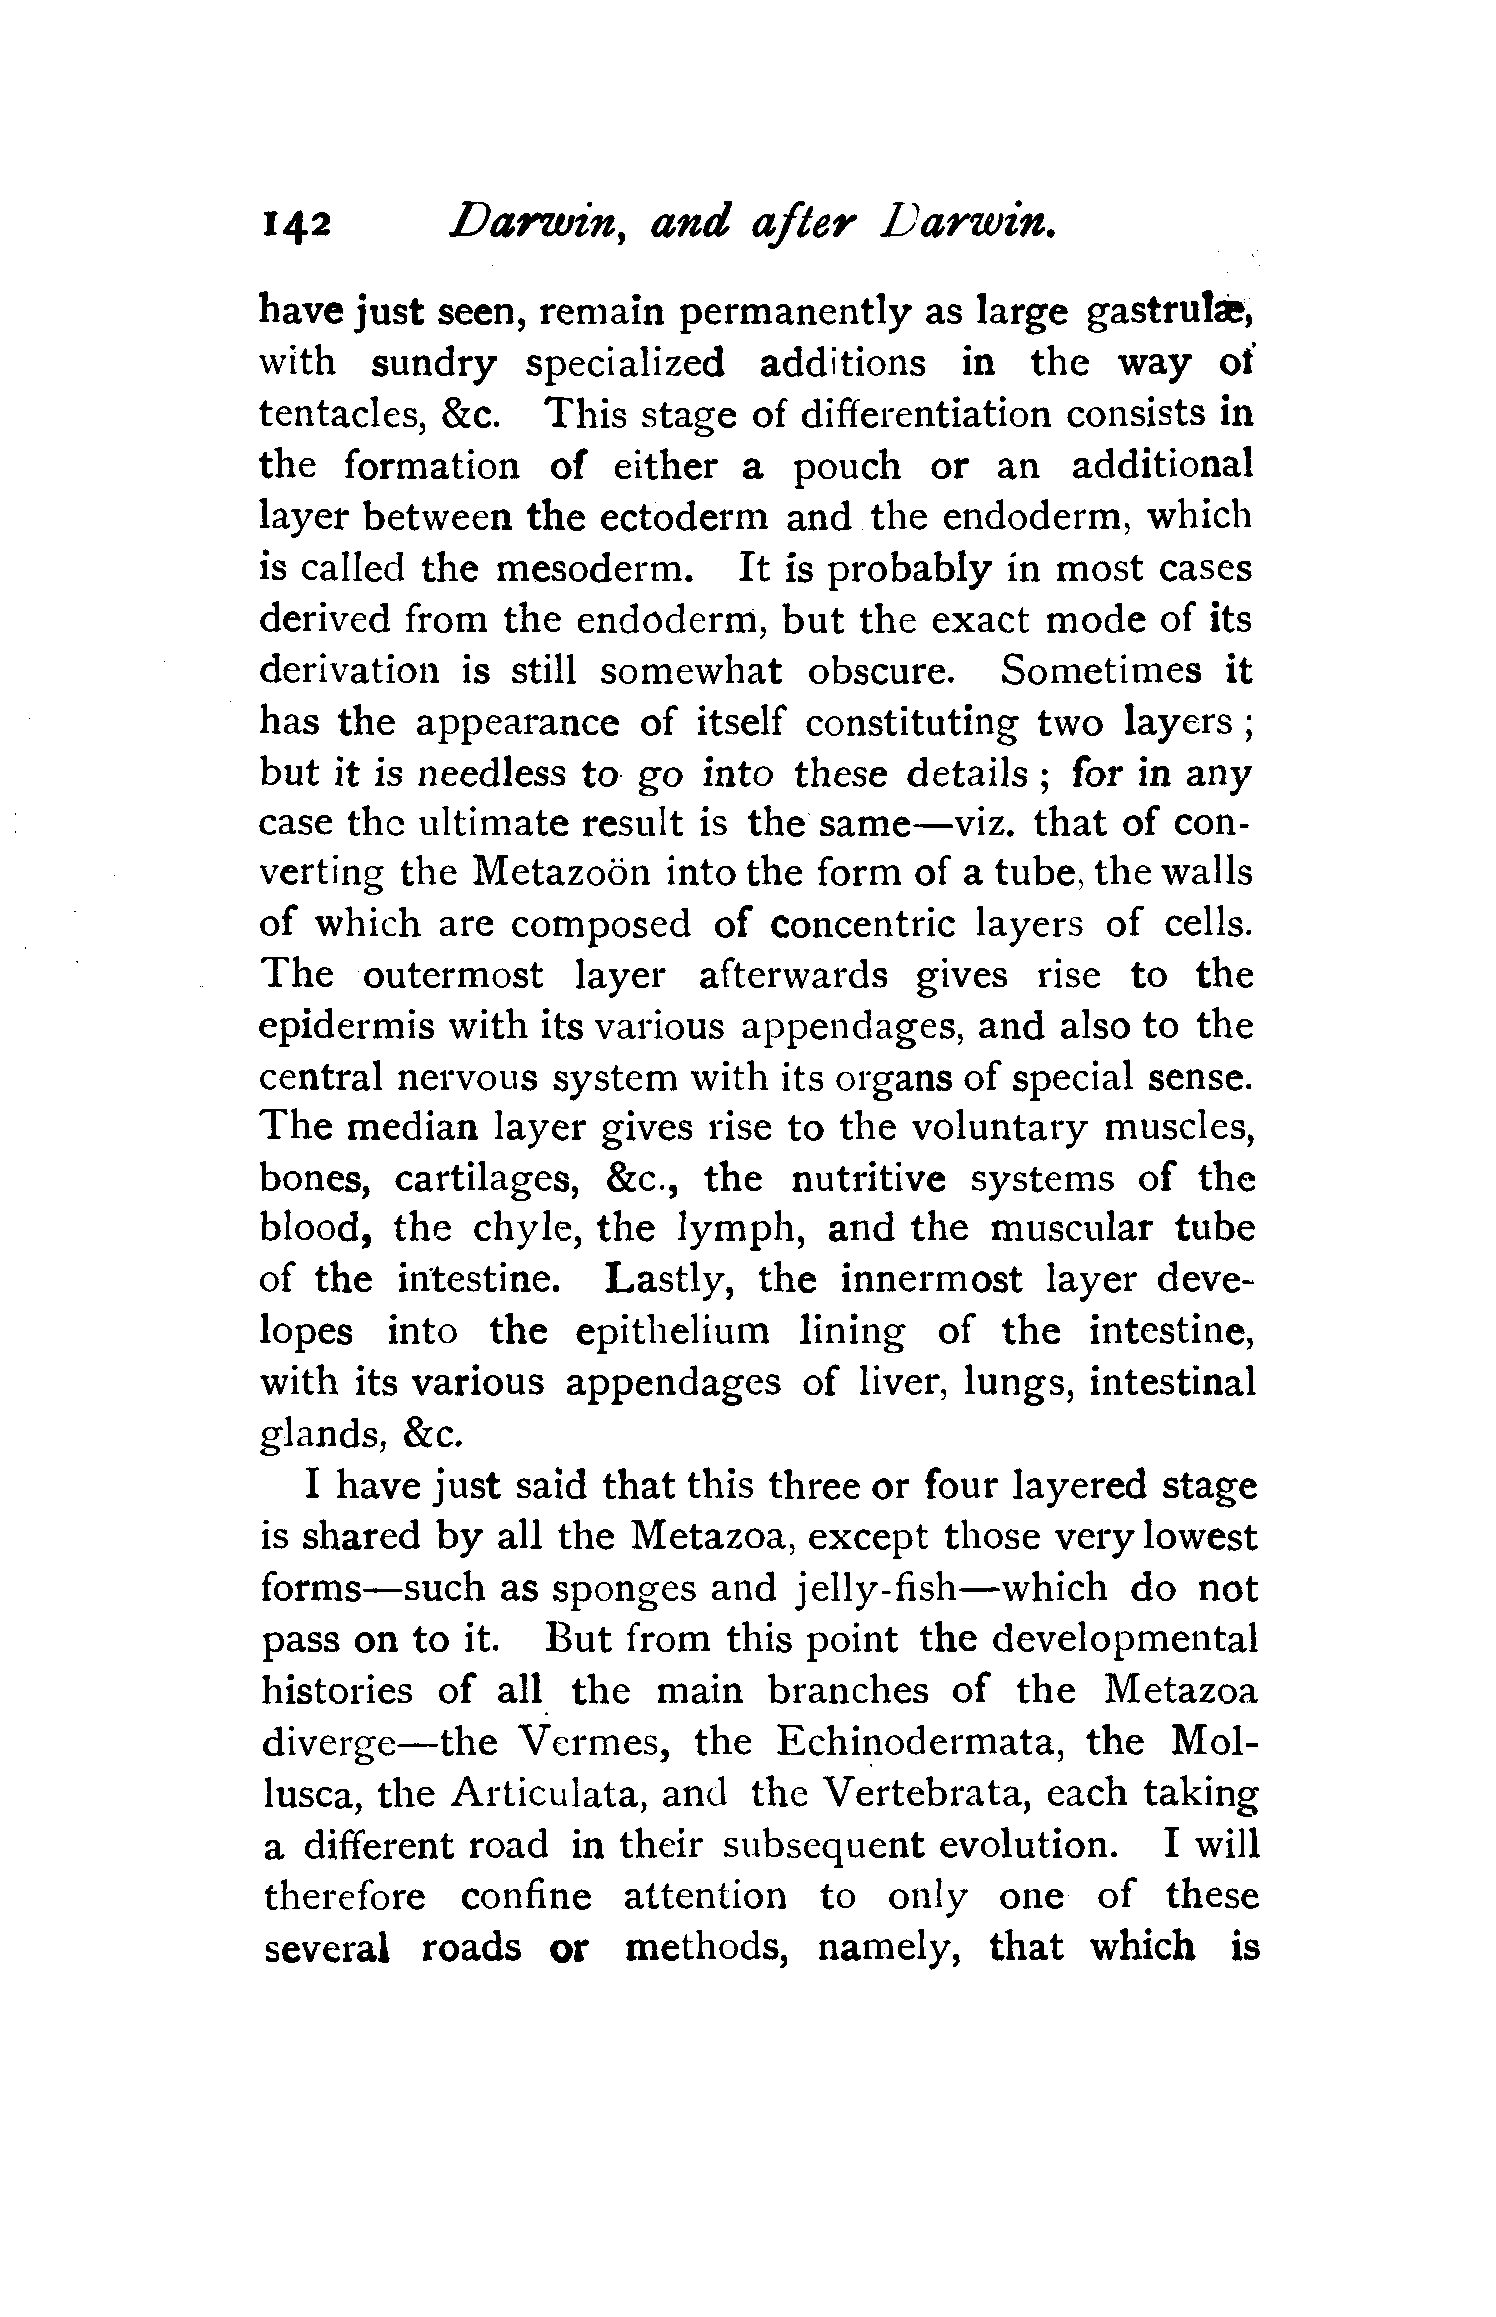 142 Darwin, and after Darwin.
have just seen, remain permanently as large gastrulæ,
with sundry specialized additions in the way of
tentacles, &c. This stage of differentiation consists in
the formation of either a pouch or an additional
layer between the ectoderm and the endoderm, which
is called the mesoderm. It is probably in most cases
derived from the endoderm, but the exact mode of its
derivation is still somewhat obscure. Sometimes it
has the appearance of itself constituting two layers ;
but it is needless to go into these details ; for in any
case the ultimate result is the same—viz. that of con-
verting the Metazoön into the form of a tube, the walls
of which are composed of concentric layers of cells.
The outermost layer afterwards gives rise to the
epidermis with its various appendages, and also to the
central nervous system with its organs of special sense.
The median layer gives rise to the voluntary muscles,
bones, cartilages, &c., the nutritive systems of the
blood, the chyle, the lymph, and the muscular tube
of the intestine. Lastly, the innermost layer deve-
lopes into the epithelium lining of the intestine,
with its various appendages of liver, lungs, intestinal
glands, &c.
I have just said that this three or four layered stage
is shared by all the Metazoa, except those very lowest
forms—such as sponges and jelly-fish—which do not
pass on to it. But from this point the developmental
histories of all the main branches of the Metazoa
diverge—the Vermes, the Echinodermata, the Mol-
lusca, the Articulata, and the Vertebrata, each taking
a different road in their subsequent evolution. I will
therefore confine attention to only one of these
several roads or methods, namely, that which is